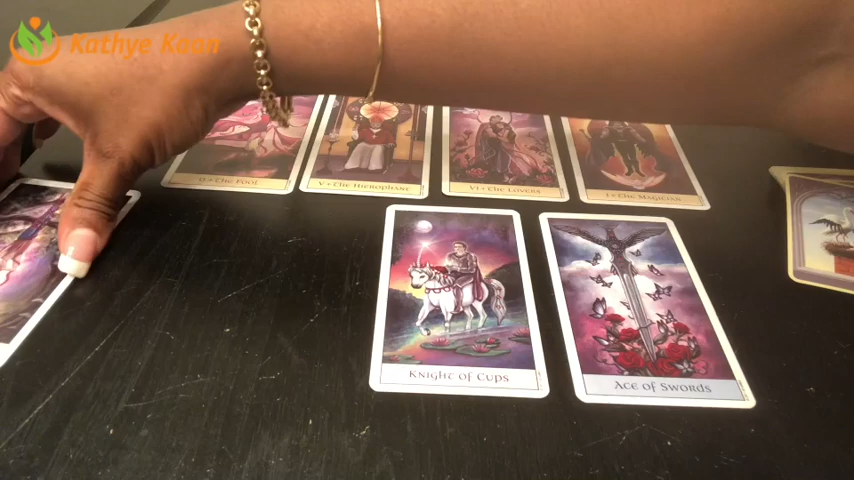 Kathye Kaan
0 • The Fool
V • The Hierophant
VI • The Lovers
I • The Magician
Knight of Cups
Ace of Swords